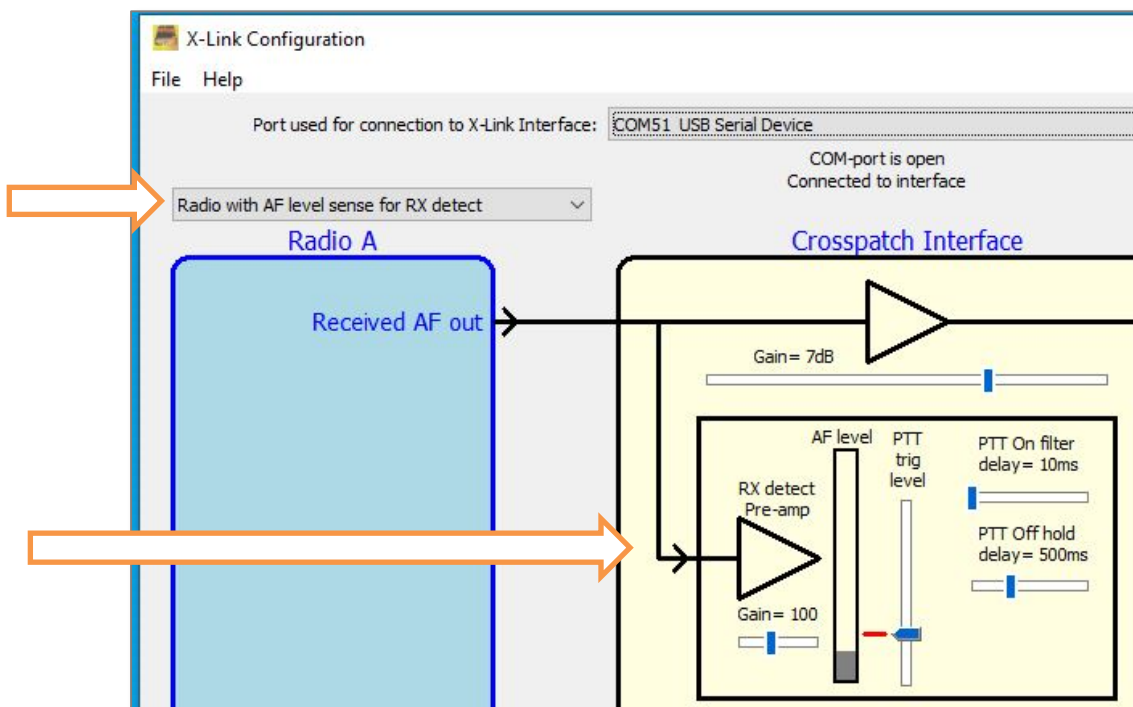 X-Link Configuration
File Help
Port used for connection to X-Link Interface: COM51 USB Serial Device
COM-port is open
Connected to interface
Radio with AF level sense for RX detect
Radio A
Crosspatch Interface
Received AF out
Gain= 7dB
AF level
PTT
trig
level
PTT On filter
delay= 10ms
RX detect
Pre-amp
PTT Off hold
delay= 500ms
Gain= 100